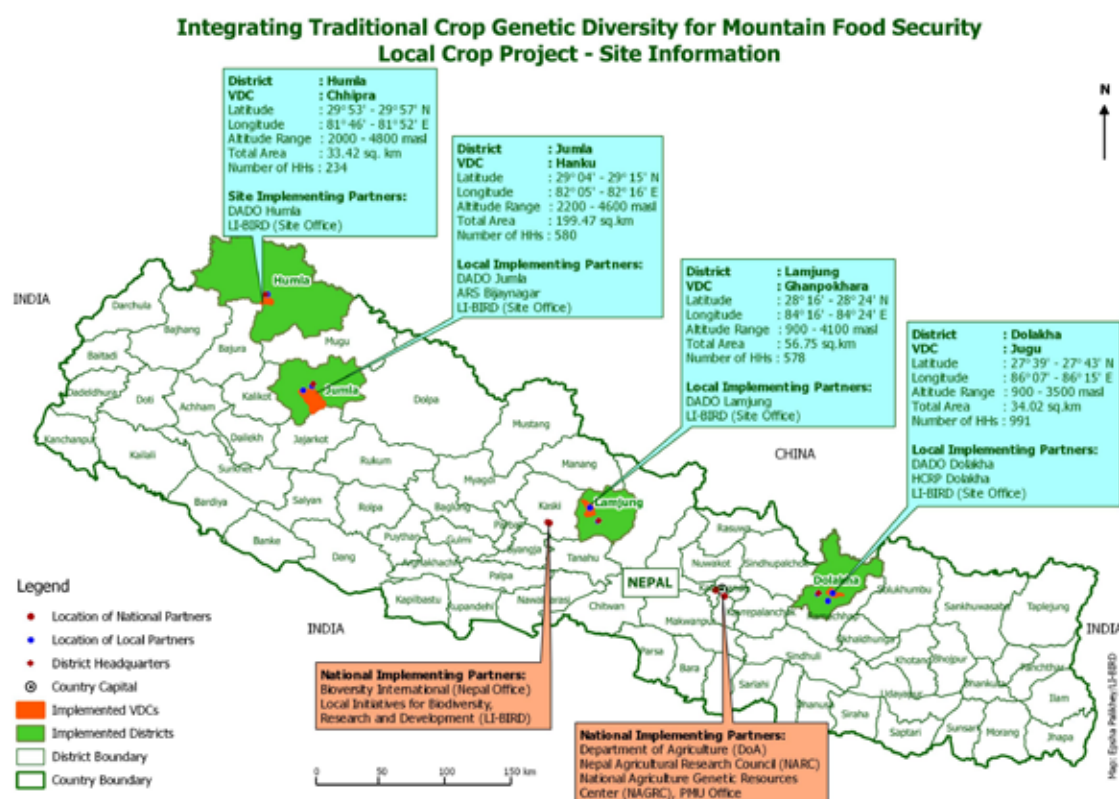 Integrating Traditional Crop Genetic Diversity for Mountain Food Security
Local Crop Project - Site Information
District : Humla
VDC : Chhipra
Latitude : 29° 53' - 29° 57' N
Longitude : 81° 46' - 81° 52' E
Altitude Range : 2000 - 4800 masl
Total Area : 33.42 sq. km
Number of HHs : 234
Site Implementing Partners:
DADO Humla
LI-BIRD (Site Office)
District : Jumla
VDC : Hanku
Latitude : 29° 04' - 29° 15' N
Longitude : 82° 05' - 82° 16' E
Altitude Range : 2200 - 4600 masl
Total Area : 199.47 sq.km
Number of HHs : 580
Local Implementing Partners:
DADO Jumla
ARS Bijaynagar
LI-BIRD (Site Office)
District : Lamjung
VDC : Ghanpokhara
Latitude : 28° 16' - 28° 24' N
Longitude : 84° 16' - 84° 24' E
Altitude Range : 900 - 4100 masl
Total Area : 56.75 sq.km
Number of HHs : 578
Local Implementing Partners:
DADO Lamjung
LI-BIRD (Site Office)
District : Dolakha
VDC : Jugu
Latitude : 27° 39' - 27° 43' N
Longitude : 86° 07' - 86° 15' E
Altitude Range : 900 - 3500 masl
Total Area : 34.02 sq.km
Number of HHs : 991
Local Implementing Partners:
DADO Dolakha
HCRP Dolakha
LI-BIRD (Site Office)
N
INDIA
CHINA
NEPAL
INDIA
INDIA
Humla
Darchula
Bajhang
Bajura
Mugu
Baitadi
Dadeldhura
Doti
Achham
Kalikot
Jumla
Dolpa
Kanchanpur
Kailali
Dailekh
Jajarkot
Mustang
Surkhet
Rukum
Manang
Myagdi
Bardiya
Salyan
Rolpa
Baglung
Kaski
Lamjung
Banke
Dang
Puythan
Gulmi
Tanahu
Rasuwa
Nuwakot
Sindhupalchok
Dolakha
Solukhumbu
Sankhuwasabha
Taplejung
Palpa
Kapilbastu
Rupandehi
Chitwan
Makwanpur
Parsa
Bara
Sarlahi
Sindhuli
Khotang
Bhojpur
Udayapur
Siraha
Saptari
Sunsari
Morang
Jhapa
Ilam
Legend
Location of National Partners
Location of Local Partners
District Headquarters
Country Capital
Implemented VDCs
Implemented Districts
District Boundary
Country Boundary
National Implementing Partners:
Bioversity International (Nepal Office)
Local Initiatives for Biodiversity,
Research and Development (LI-BIRD)
National Implementing Partners:
Department of Agriculture (DoA)
Nepal Agricultural Research Council (NARC)
National Agriculture Genetic Resources
Center (NAGRC), PMU Office
0 50 100 150 km